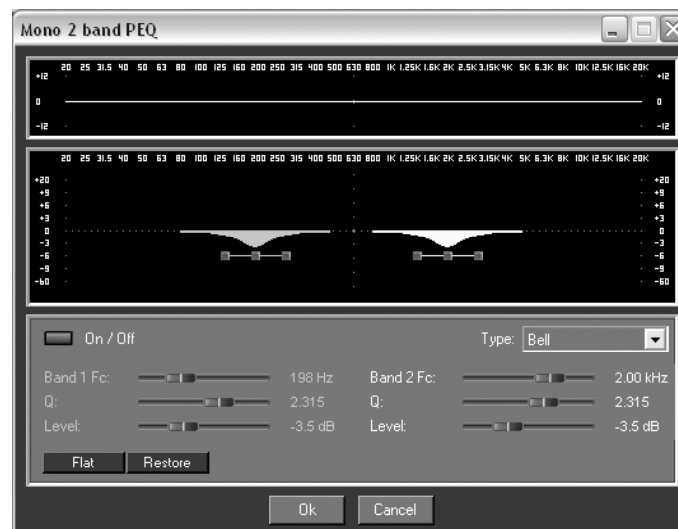 Mono 2 band PEQ
20 25 31.5 40 50 63 80 100 125 160 200 250 315 400 500 630 800 1K 1.25K 1.6K 2K 2.5K 3.15K 4K 5K 6.3K 8K 10K 12.5K 16K 20K
+12 +12
0 0
-12 -12
20 25 31.5 40 50 63 80 100 125 160 200 250 315 400 500 630 800 1K 1.25K 1.6K 2K 2.5K 3.15K 4K 5K 6.3K 8K 10K 12.5K 16K 20K
+20 +20
+9 +9
+6 +6
+3 +3
0 0
-3 -3
-6 -6
-9 -9
-60 -60
On / Off Type: Bell
Band 1 Fc: 198 Hz Band 2 Fc: 2.00 kHz
Q: 2.315 Q: 2.315
Level: -3.5 dB Level: -3.5 dB
Flat Restore
Ok Cancel